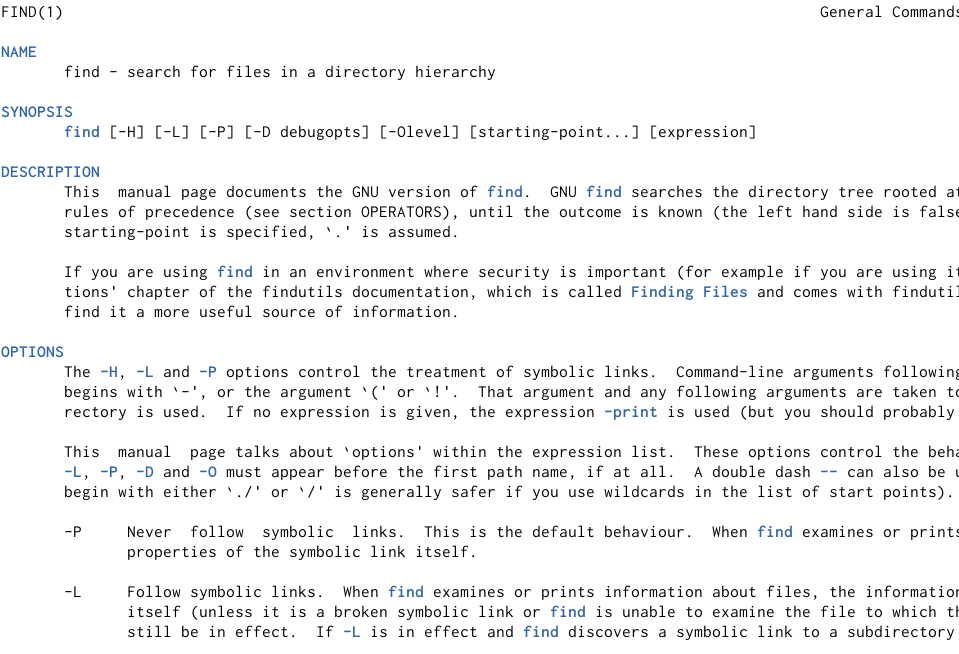 FIND(1) General Commands
NAME
find - search for files in a directory hierarchy
SYNOPSIS
find [-H] [-L] [-P] [-D debugopts] [-Olevel] [starting-point...] [expression]
DESCRIPTION
This  manual page documents the GNU version of find.  GNU find searches the directory tree rooted at
rules of precedence (see section OPERATORS), until the outcome is known (the left hand side is false
starting-point is specified, `.' is assumed.
If you are using find in an environment where security is important (for example if you are using it
tions' chapter of the findutils documentation, which is called Finding Files and comes with findutil
find it a more useful source of information.
OPTIONS
The -H, -L and -P options control the treatment of symbolic links.  Command-line arguments following
begins with `-', or the argument `(' or `!'.  That argument and any following arguments are taken to
rectory is used.  If no expression is given, the expression -print is used (but you should probably
This  manual  page talks about `options' within the expression list.  These options control the beha
-L, -P, -D and -O must appear before the first path name, if at all.  A double dash -- can also be u
begin with either `./' or `/' is generally safer if you use wildcards in the list of start points).
-P     Never  follow  symbolic  links.  This is the default behaviour.  When find examines or prints
properties of the symbolic link itself.
-L     Follow symbolic links.  When find examines or prints information about files, the information
itself (unless it is a broken symbolic link or find is unable to examine the file to which th
still be in effect.  If -L is in effect and find discovers a symbolic link to a subdirectory